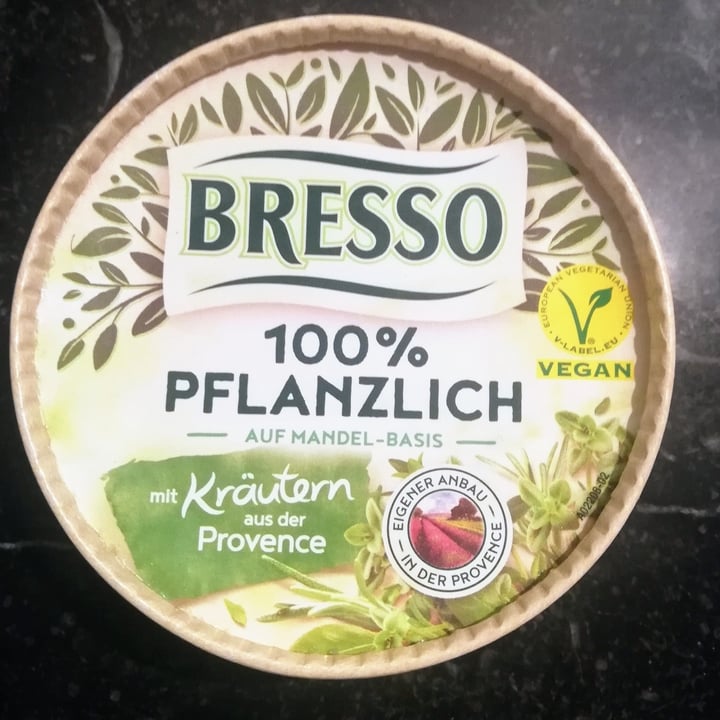 BRESSO
100%
PFLANZLICH
AUF MANDEL-BASIS
mit Kräutern
aus der
Provence
EIGENER ANBAU
IN DER PROVENCE
EUROPEAN VEGETARIAN UNION
V-LABEL.EU
VEGAN